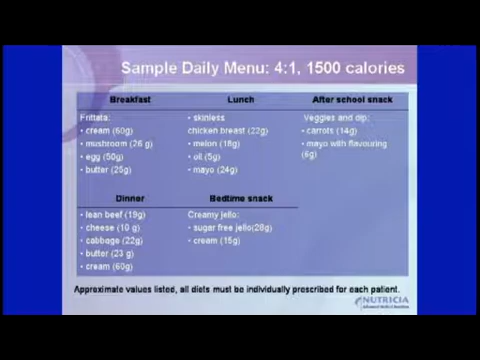 Sample Daily Menu: 4:1, 1500 calories
Breakfast Lunch After school snack
Frittata: • skinless Veggies and dip:
• cream (60g) chicken breast (22g) • carrots (14g)
• mushroom (26 g) • melon (18g) • mayo with flavouring
• egg (50g) • oil (5g) (6g)
• butter (25g) • mayo (24g)
Dinner Bedtime snack
• lean beef (19g) Creamy jello:
• cheese (10 g) • sugar free jello(28g)
• cabbage (22g) • cream (15g)
• butter (23 g)
• cream (60g)
Approximate values listed, all diets must be individually prescribed for each patient.
NUTRICIA
Advanced Medical Nutrition